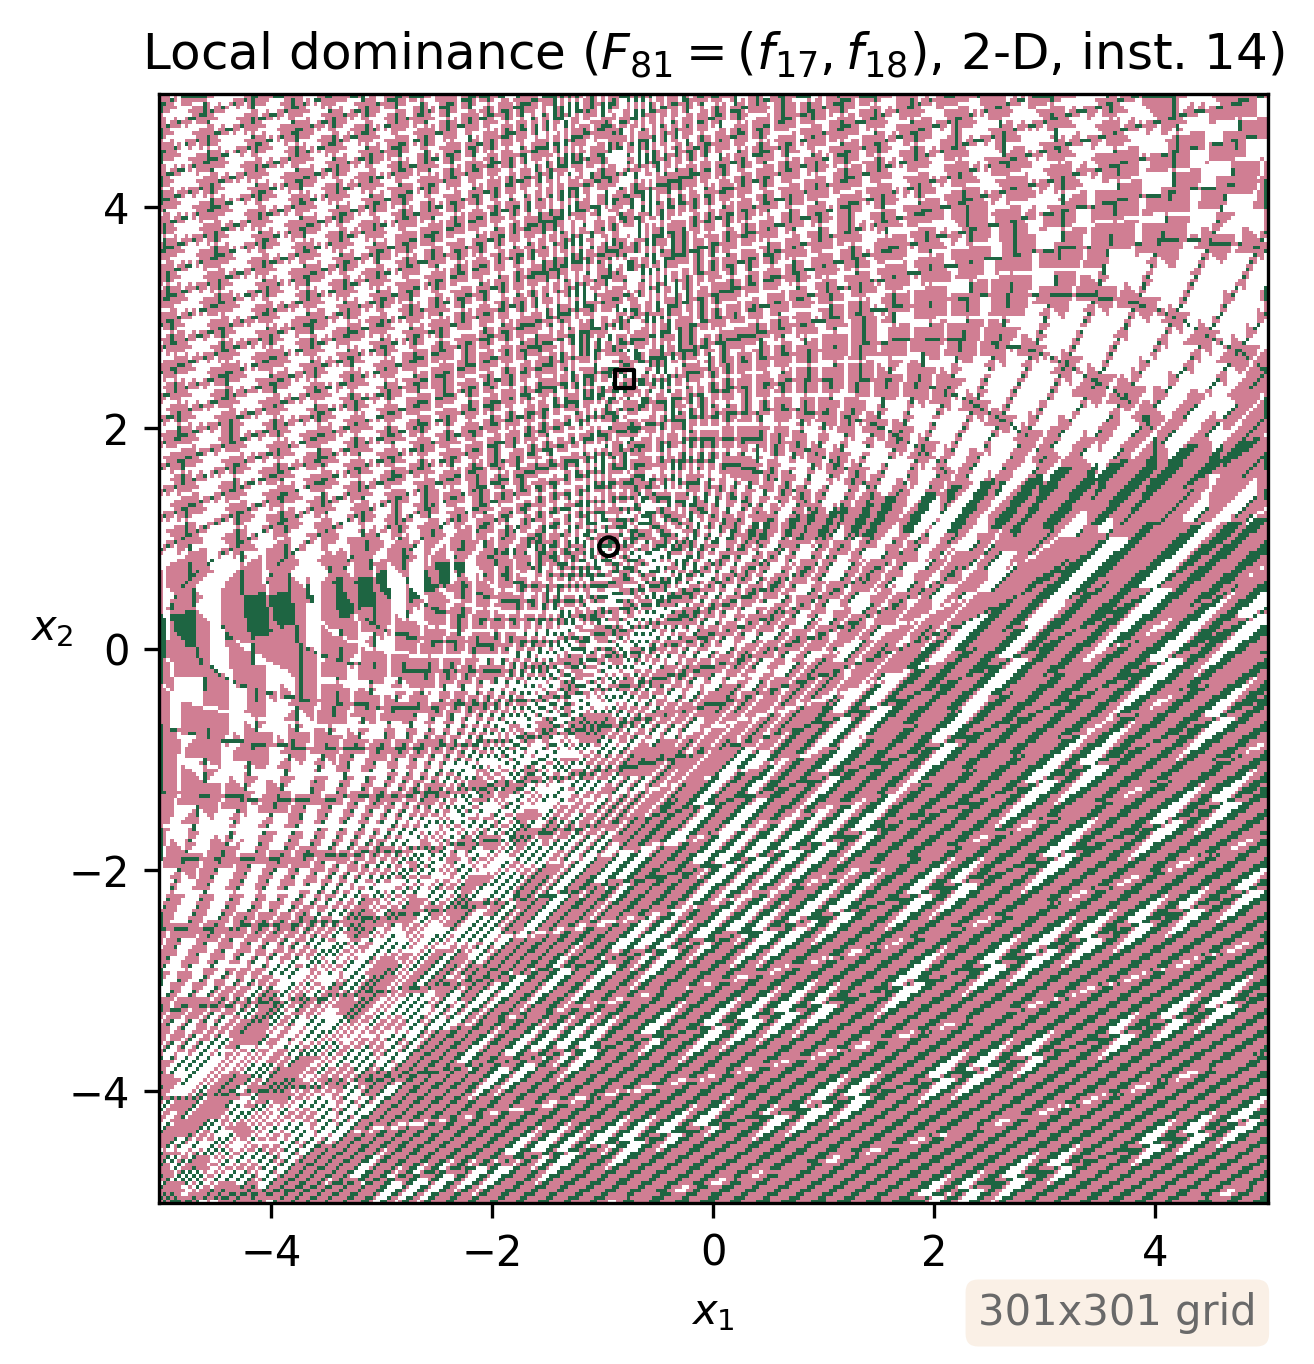 Local dominance (F₈₁ = (f₁₇, f₁₈), 2-D, inst. 14)
4
2
x₂ 0
−2
−4
−4 −2 0 2 4
x₁
301x301 grid